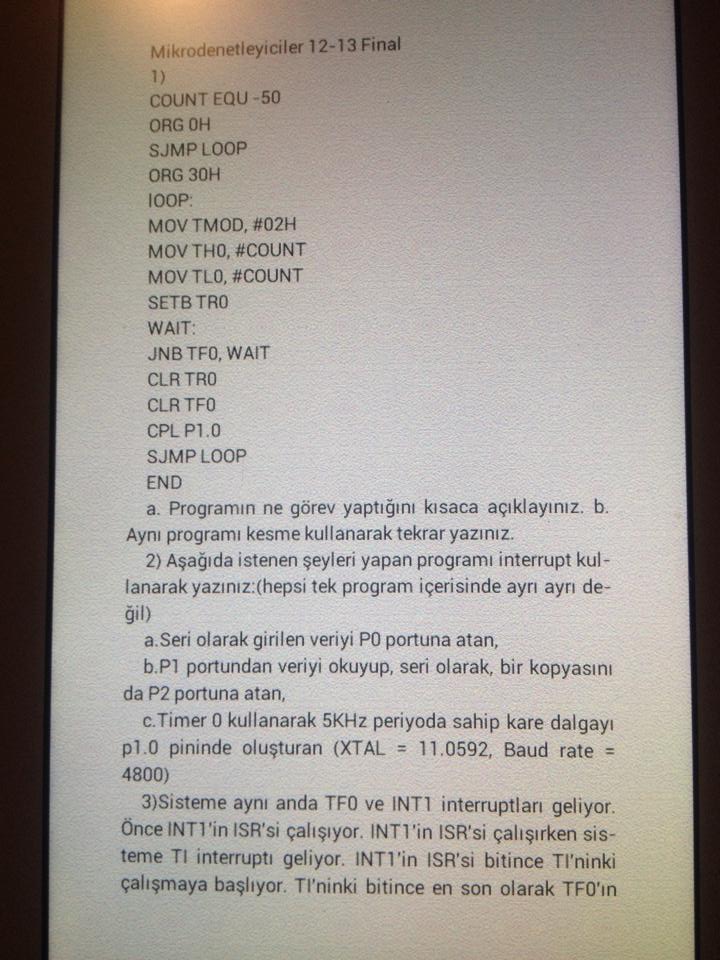 Mikrodenetleyiciler 12-13 Final
1)
COUNT EQU -50
ORG 0H
SJMP LOOP
ORG 30H
lOOP:
MOV TMOD, #02H
MOV TH0, #COUNT
MOV TL0, #COUNT
SETB TR0
WAIT:
JNB TF0, WAIT
CLR TR0
CLR TF0
CPL P1.0
SJMP LOOP
END
a. Programın ne görev yaptığını kısaca açıklayınız. b.
Aynı programı kesme kullanarak tekrar yazınız.
2) Aşağıda istenen şeyleri yapan programı interrupt kul-
lanarak yazınız:(hepsi tek program içerisinde ayrı ayrı de-
ğil)
a.Seri olarak girilen veriyi P0 portuna atan,
b.P1 portundan veriyi okuyup, seri olarak, bir kopyasını
da P2 portuna atan,
c.Timer 0 kullanarak 5KHz periyoda sahip kare dalgayı
p1.0 pininde oluşturan (XTAL = 11.0592, Baud rate =
4800)
3)Sisteme aynı anda TF0 ve INT1 interruptları geliyor.
Önce INT1'in ISR'si çalışıyor. INT1'in ISR'si çalışırken sis-
teme TI interruptı geliyor. INT1'in ISR'si bitince TI'ninki
çalışmaya başlıyor. TI'ninki bitince en son olarak TF0'ın